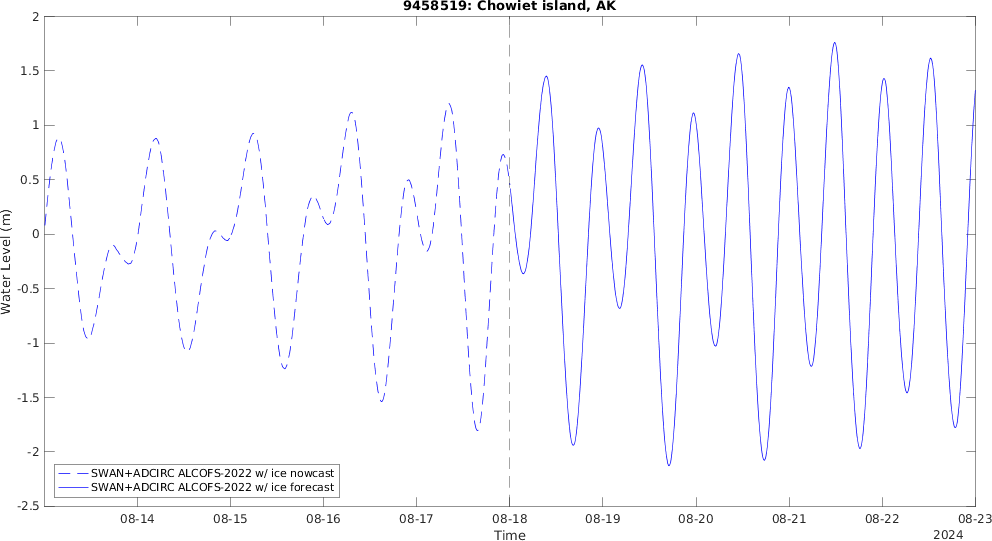 9458519: Chowiet island, AK
2
1.5
1
0.5
0
-0.5
-1
-1.5
-2
-2.5
Water Level (m)
SWAN+ADCIRC ALCOFS-2022 w/ ice nowcast
SWAN+ADCIRC ALCOFS-2022 w/ ice forecast
08-14 08-15 08-16 08-17 08-18 08-19 08-20 08-21 08-22 08-23
Time
2024